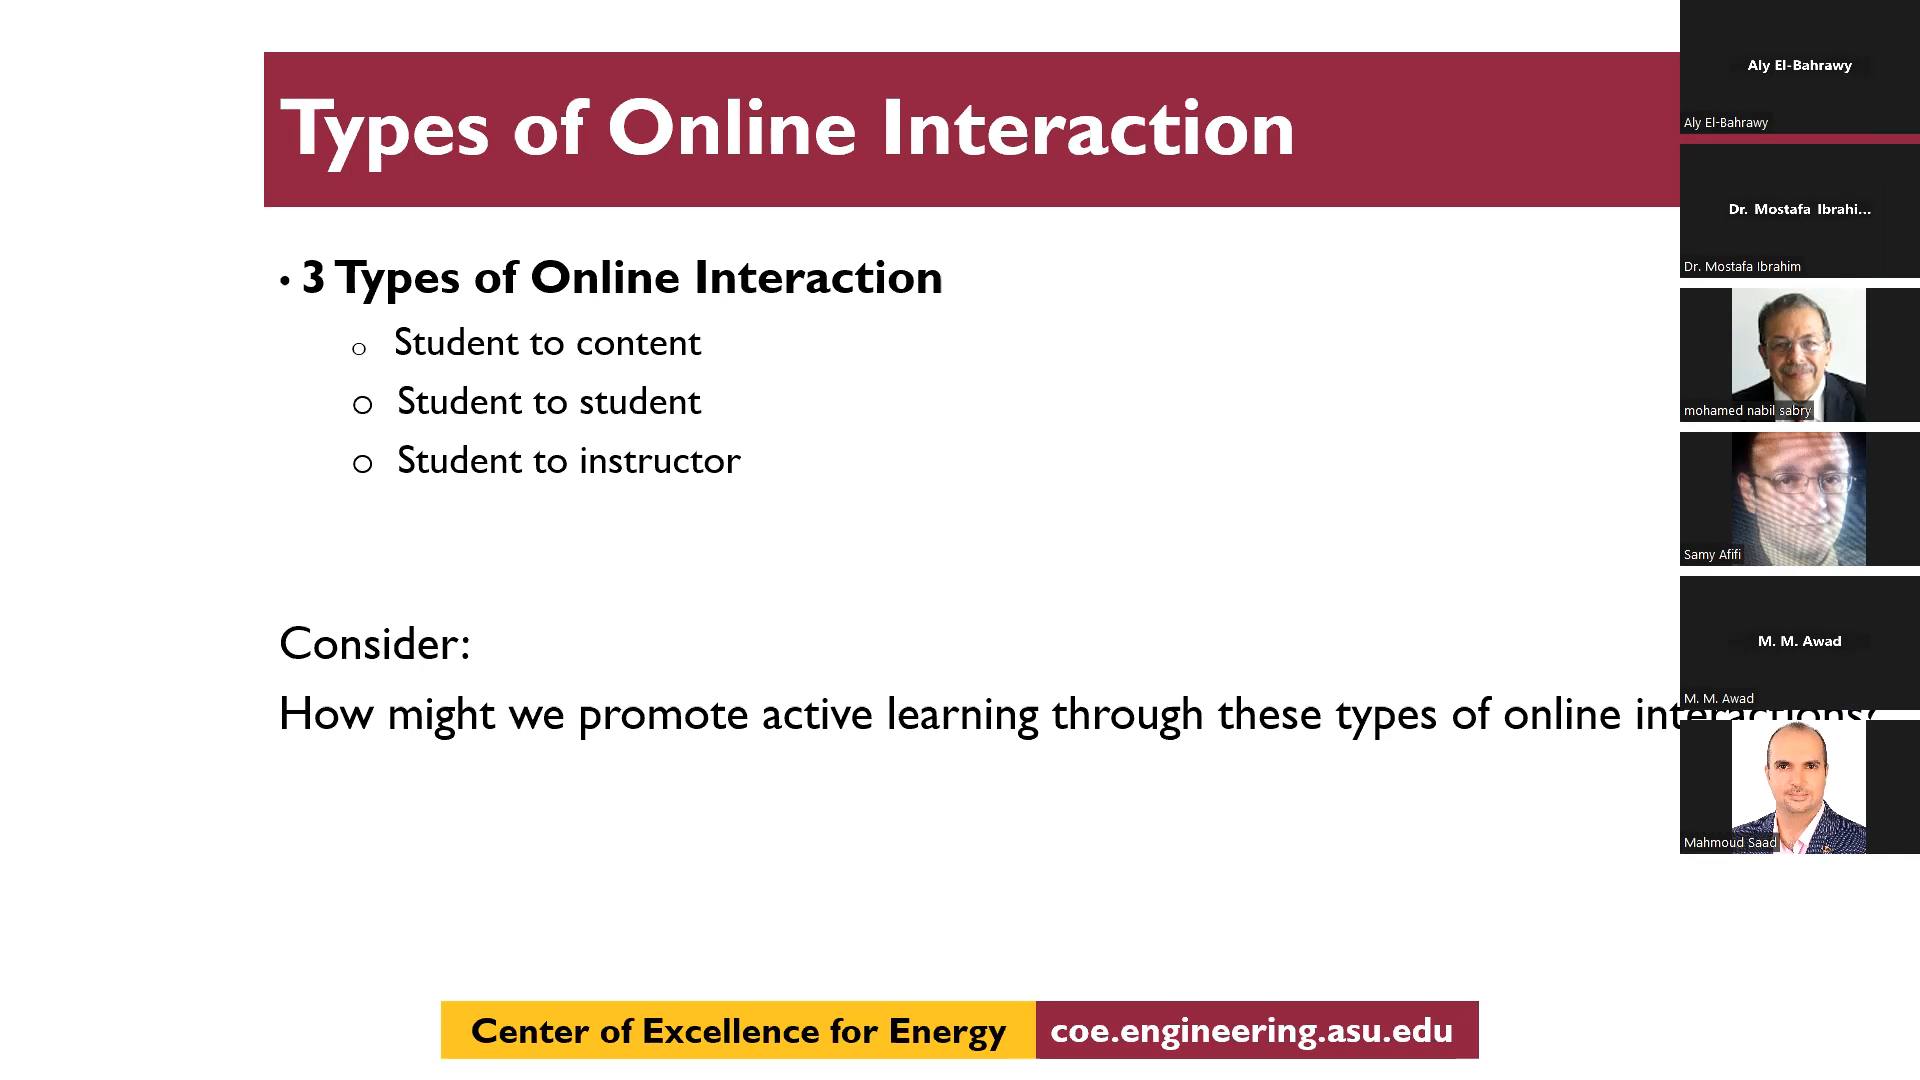 Types of Online Interaction
• 3 Types of Online Interaction
o Student to content
o Student to student
o Student to instructor
Consider:
How might we promote active learning through these types of online interactions?
Center of Excellence for Energy
coe.engineering.asu.edu
Aly El-Bahrawy
Aly El-Bahrawy
Dr. Mostafa Ibrahi...
Dr. Mostafa Ibrahim
mohamed nabil sabry
Samy Afifi
M. M. Awad
M. M. Awad
Mahmoud Saad